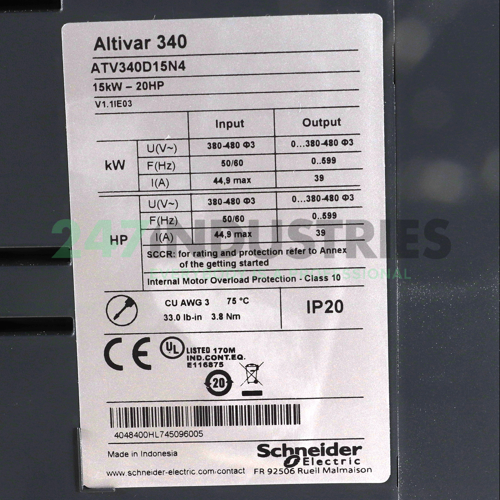 Altivar 340
ATV340D15N4
15kW - 20HP
V1.1IE03
Input Output
kW U(V~) 380-480 Φ3 0...380-480 Φ3
F(Hz) 50/60 0..599
I(A) 44,9 max 39
HP U(V~) 380-480 Φ3 0...380-480 Φ3
F(Hz) 50/60 0..599
I(A) 44,9 max 39
SCCR: for rating and protection refer to Annex
of the getting started
Internal Motor Overload Protection - Class 10
247INDUSTRIES
CU AWG 3 75 °C
33.0 lb-in 3.8 Nm
IP20
CE
UL LISTED 170M
IND.CONT.EQ.
E116875
20
4048400HL745096005
Made in Indonesia
Schneider
Electric
www.schneider-electric.com/contact FR 92506 Rueil Malmaison